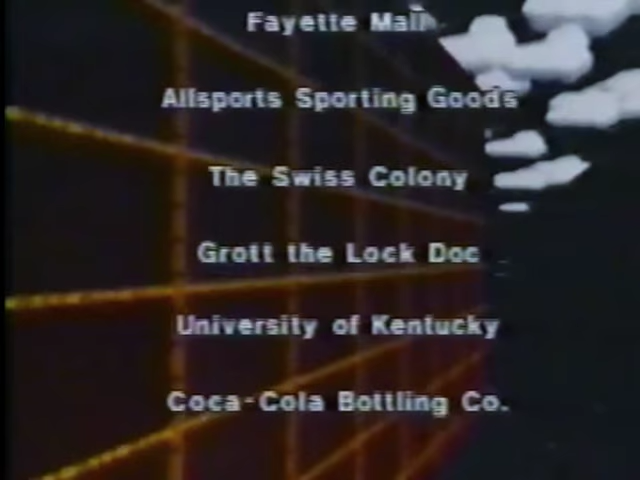 Fayette Mall
Allsports Sporting Goods
The Swiss Colony
Grott the Lock Doc
University of Kentucky
Coca-Cola Bottling Co.